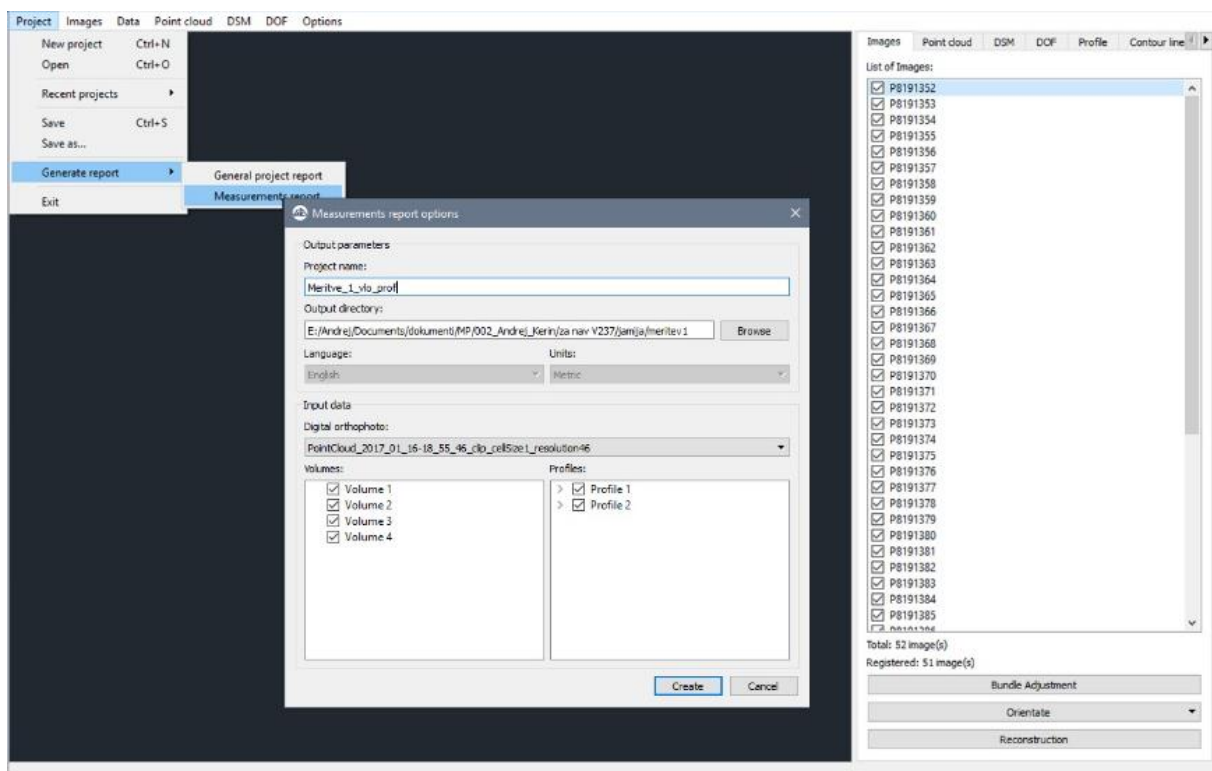 Project Images Data Point cloud DSM DOF Options
New project Ctrl+N
Open Ctrl+O
Recent projects
Save Ctrl+S
Save as...
Generate report
Exit
General project report
Measurements report
Measurements report options
Output parameters
Project name:
Meritve_1_vlo_prof
Output directory:
E:/Andrej/Documents/dokumenti/MP/002_Andrej_Kerin/za nav V237/jamija/meritev1
Browse
Language: Units:
English Metric
Input data
Digital orthophoto:
PointCloud_2017_01_16-18_55_46_clip_cellSize1_resolution46
Volumes: Profiles:
Volume 1 Profile 1
Volume 2 Profile 2
Volume 3
Volume 4
Create Cancel
Images Point cloud DSM DOF Profile Contour line
List of Images:
P8191352
P8191353
P8191354
P8191355
P8191356
P8191357
P8191358
P8191359
P8191360
P8191361
P8191362
P8191363
P8191364
P8191365
P8191366
P8191367
P8191368
P8191369
P8191370
P8191371
P8191372
P8191373
P8191374
P8191375
P8191376
P8191377
P8191378
P8191379
P8191380
P8191381
P8191382
P8191383
P8191384
P8191385
Total: 52 image(s)
Registered: 51 image(s)
Bundle Adjustment
Orientate
Reconstruction